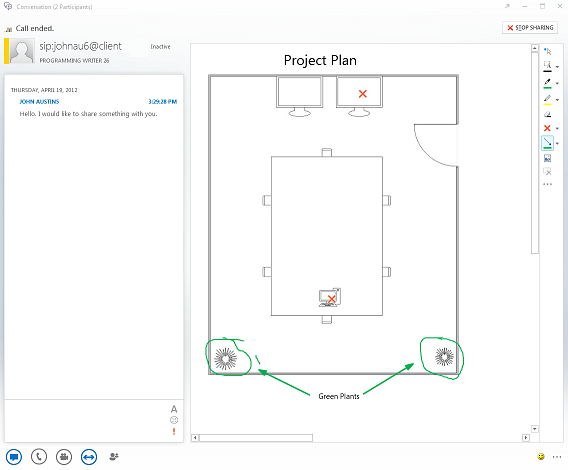 Conversation (2 Participants)
Call ended.
STOP SHARING
sip:johnau6@client
Inactive
PROGRAMMING WRITER 26
THURSDAY, APRIL 19, 2012
JOHN AUSTINS 3:29:28 PM
Hello. I would like to share something with you.
A
Project Plan
Green Plants